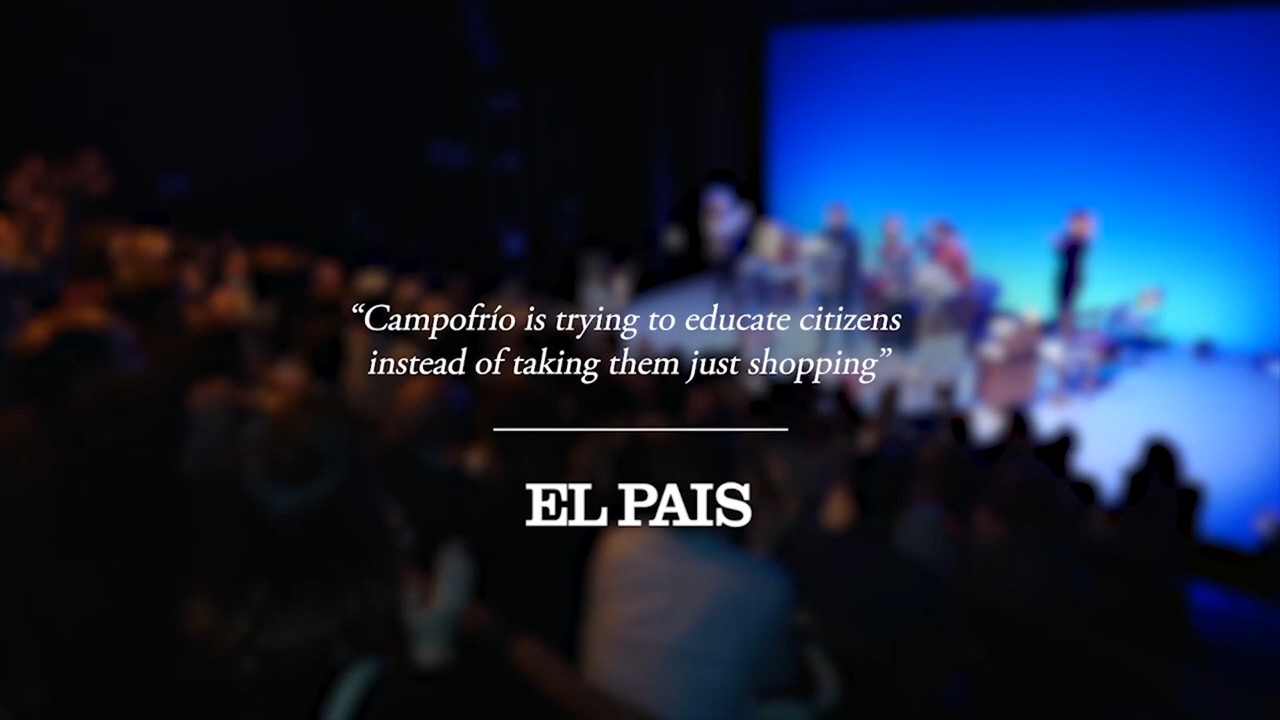 “Campofrío is trying to educate citizens
instead of taking them just shopping”
EL PAIS